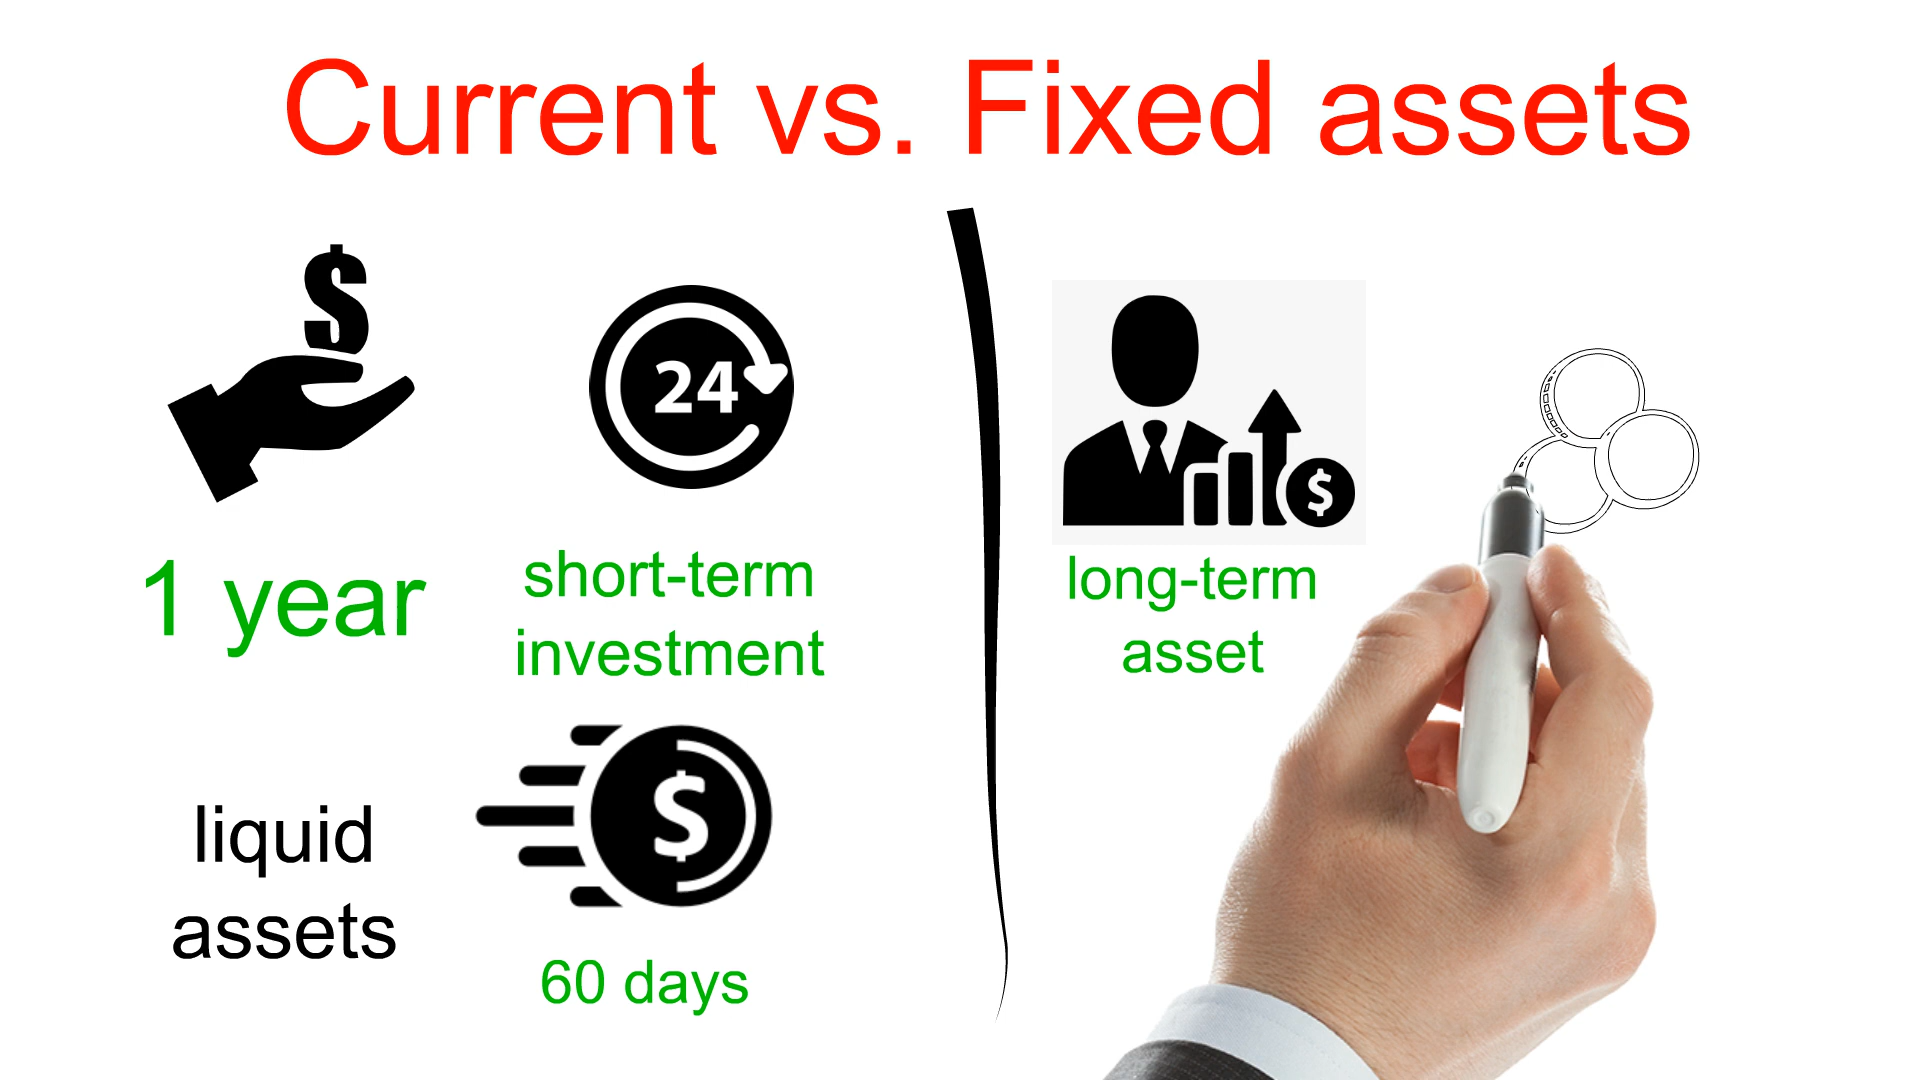 Current vs. Fixed assets
$
24
1 year
short-term
investment
$
long-term
asset
liquid
assets
$
60 days